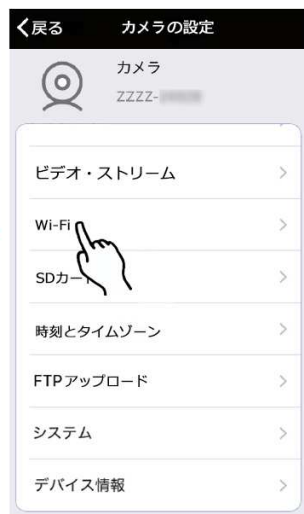 戻る カメラの設定
カメラ
ZZZZ-
ビデオ・ストリーム
Wi-Fi
SDカー
時刻とタイムゾーン
FTPアップロード
システム
デバイス情報